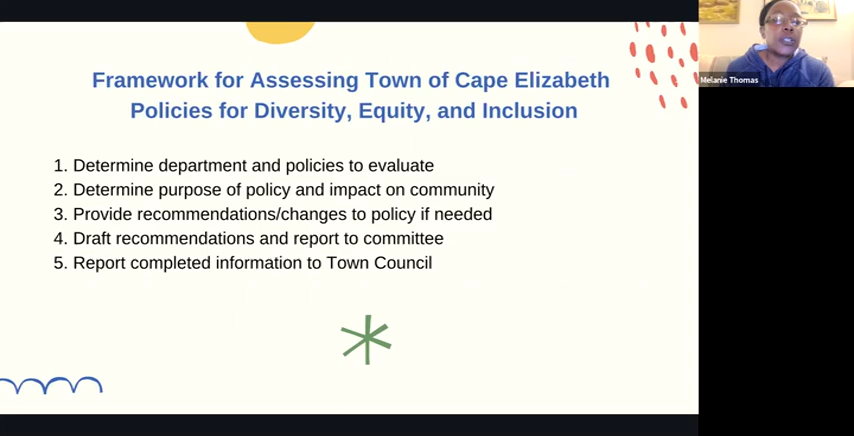 Framework for Assessing Town of Cape Elizabeth
Policies for Diversity, Equity, and Inclusion
1. Determine department and policies to evaluate
2. Determine purpose of policy and impact on community
3. Provide recommendations/changes to policy if needed
4. Draft recommendations and report to committee
5. Report completed information to Town Council
Melanie Thomas